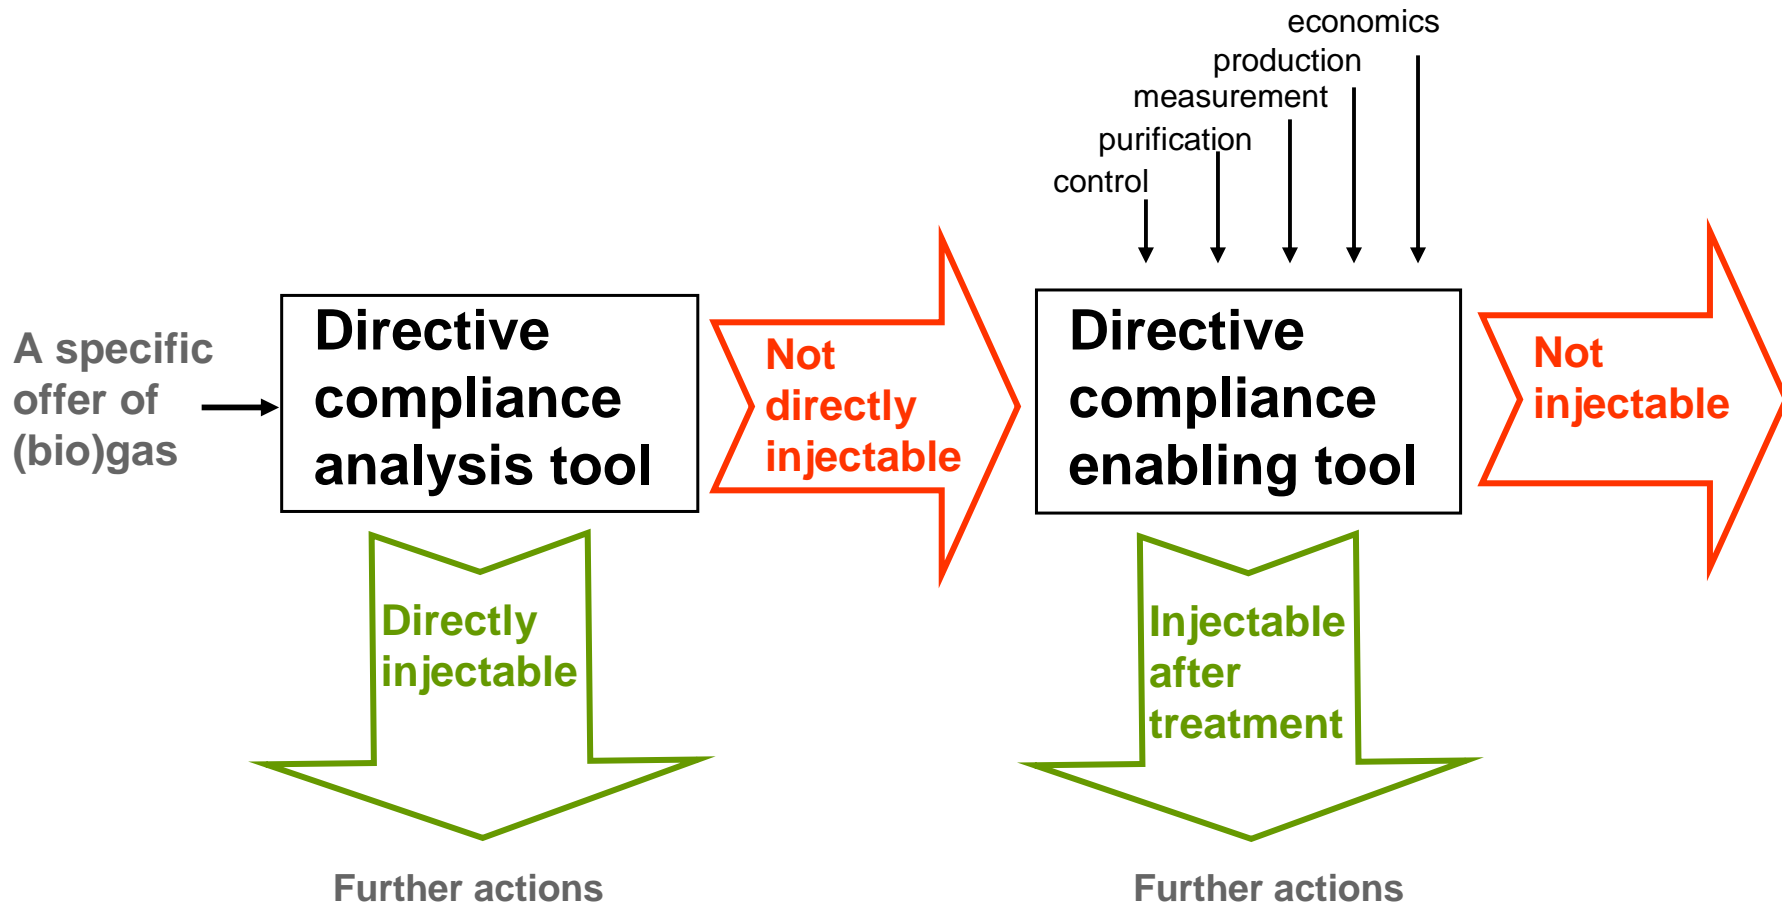 economics
production
measurement
purification
control
A specific
offer of
(bio)gas
Directive
compliance
analysis tool
Not
directly
injectable
Directive
compliance
enabling tool
Not
injectable
Directly
injectable
Injectable
after
treatment
Further actions
Further actions